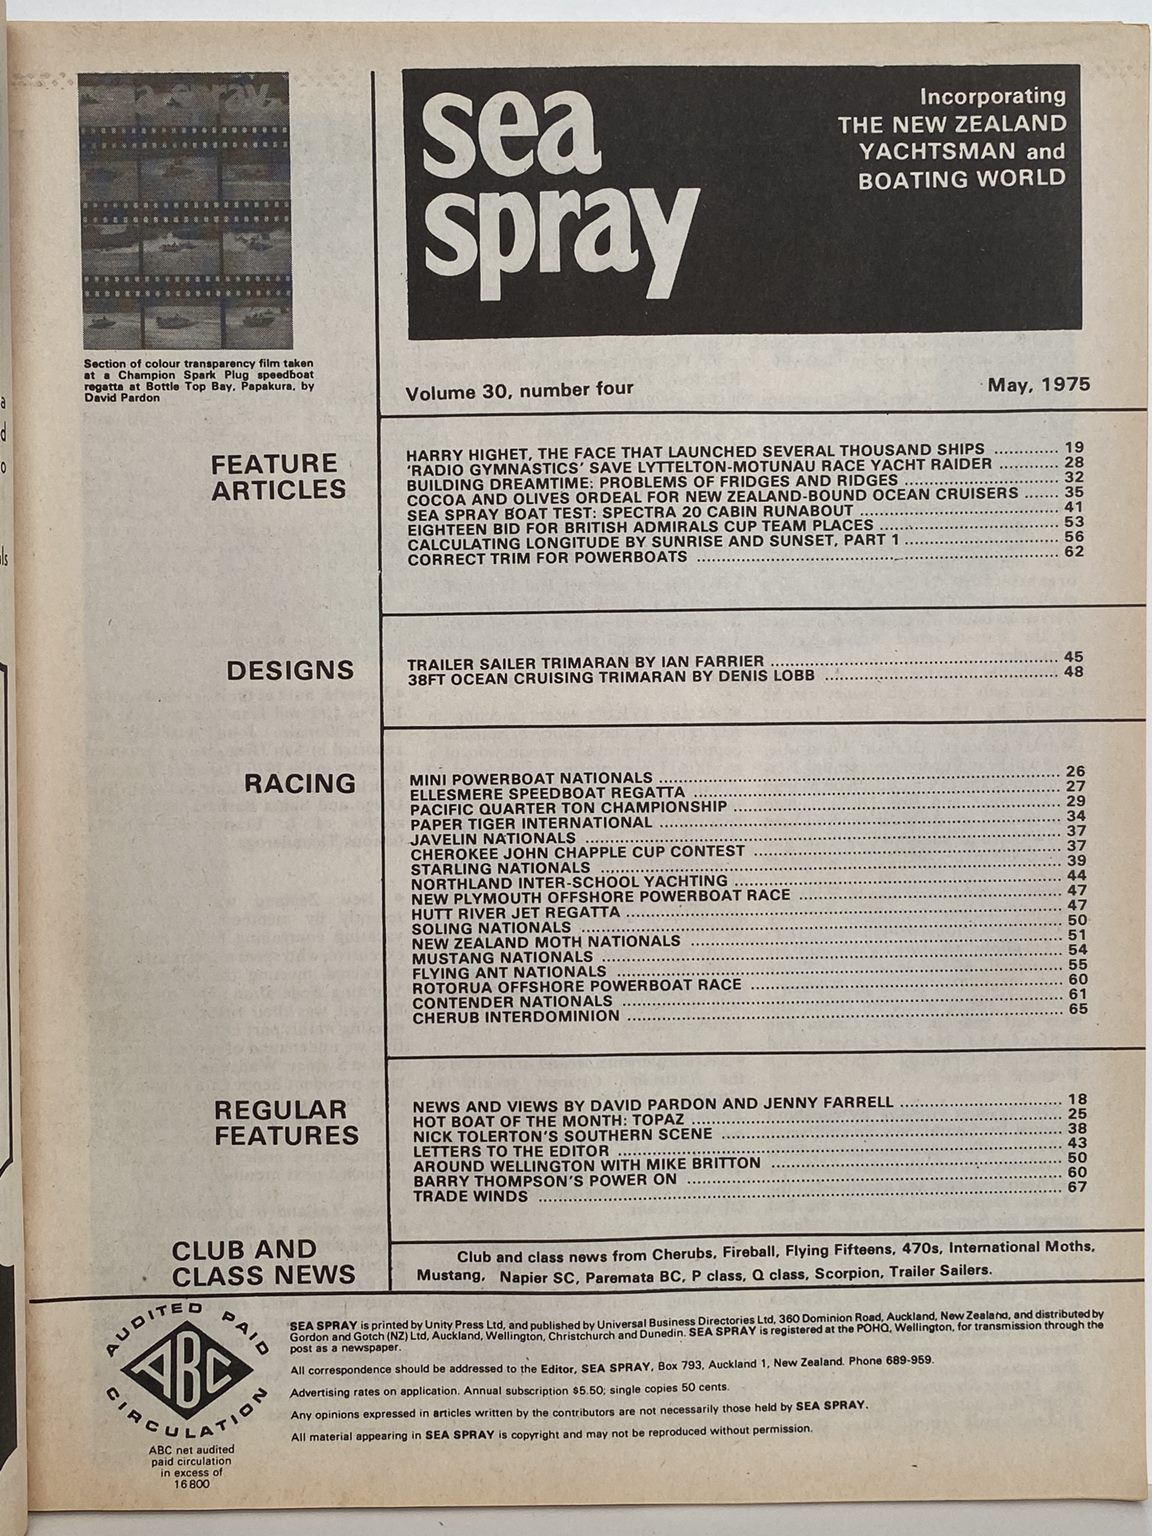 sea spray
Incorporating
THE NEW ZEALAND
YACHTSMAN and
BOATING WORLD
sea
spray
Section of colour transparency film taken
at a Champion Spark Plug speedboat
regatta at Bottle Top Bay, Papakura, by
David Pardon
Volume 30, number four
May, 1975
FEATURE
ARTICLES
HARRY HIGHET, THE FACE THAT LAUNCHED SEVERAL THOUSAND SHIPS ............. 19
'RADIO GYMNASTICS' SAVE LYTTELTON-MOTUNAU RACE YACHT RAIDER ............ 28
BUILDING DREAMTIME: PROBLEMS OF FRIDGES AND RIDGES ............ 32
COCOA AND OLIVES ORDEAL FOR NEW ZEALAND-BOUND OCEAN CRUISERS ....... 35
SEA SPRAY BOAT TEST: SPECTRA 20 CABIN RUNABOUT ............ 41
EIGHTEEN BID FOR BRITISH ADMIRALS CUP TEAM PLACES ............ 53
CALCULATING LONGITUDE BY SUNRISE AND SUNSET, PART 1 ............ 56
CORRECT TRIM FOR POWERBOATS ............ 62
DESIGNS
TRAILER SAILER TRIMARAN BY IAN FARRIER ............ 45
38FT OCEAN CRUISING TRIMARAN BY DENIS LOBB ............ 48
RACING
MINI POWERBOAT NATIONALS ............ 26
ELLESMERE SPEEDBOAT REGATTA ............ 27
PACIFIC QUARTER TON CHAMPIONSHIP ............ 29
PAPER TIGER INTERNATIONAL ............ 34
JAVELIN NATIONALS ............ 37
CHEROKEE JOHN CHAPPLE CUP CONTEST ............ 37
STARLING NATIONALS ............ 39
NORTHLAND INTER-SCHOOL YACHTING ............ 44
NEW PLYMOUTH OFFSHORE POWERBOAT RACE ............ 47
HUTT RIVER JET REGATTA ............ 47
SOLING NATIONALS ............ 50
NEW ZEALAND MOTH NATIONALS ............ 51
MUSTANG NATIONALS ............ 54
FLYING ANT NATIONALS ............ 55
ROTORUA OFFSHORE POWERBOAT RACE ............ 60
CONTENDER NATIONALS ............ 61
CHERUB INTERDOMINION ............ 65
REGULAR
FEATURES
NEWS AND VIEWS BY DAVID PARDON AND JENNY FARRELL ............ 18
HOT BOAT OF THE MONTH: TOPAZ ............ 25
NICK TOLERTON'S SOUTHERN SCENE ............ 38
LETTERS TO THE EDITOR ............ 43
AROUND WELLINGTON WITH MIKE BRITTON ............ 50
BARRY THOMPSON'S POWER ON ............ 60
TRADE WINDS ............ 67
CLUB AND
CLASS NEWS
Club and class news from Cherubs, Fireball, Flying Fifteens, 470s, International Moths,
Mustang, Napier SC, Paremata BC, P class, Q class, Scorpion, Trailer Sailers.
AUDITED PAID
ABC
CIRCULATION
ABC net audited
paid circulation
in excess of
16 800
SEA SPRAY is printed by Unity Press Ltd, and published by Universal Business Directories Ltd, 360 Dominion Road, Auckland, New Zealand, and distributed by
Gordon and Gotch (NZ) Ltd, Auckland, Wellington, Christchurch and Dunedin. SEA SPRAY is registered at the POHQ, Wellington, for transmission through the
post as a newspaper.
All correspondence should be addressed to the Editor, SEA SPRAY, Box 793, Auckland 1, New Zealand. Phone 689-959.
Advertising rates on application. Annual subscription $5.50; single copies 50 cents.
Any opinions expressed in articles written by the contributors are not necessarily those held by SEA SPRAY.
All material appearing in SEA SPRAY is copyright and may not be reproduced without permission.